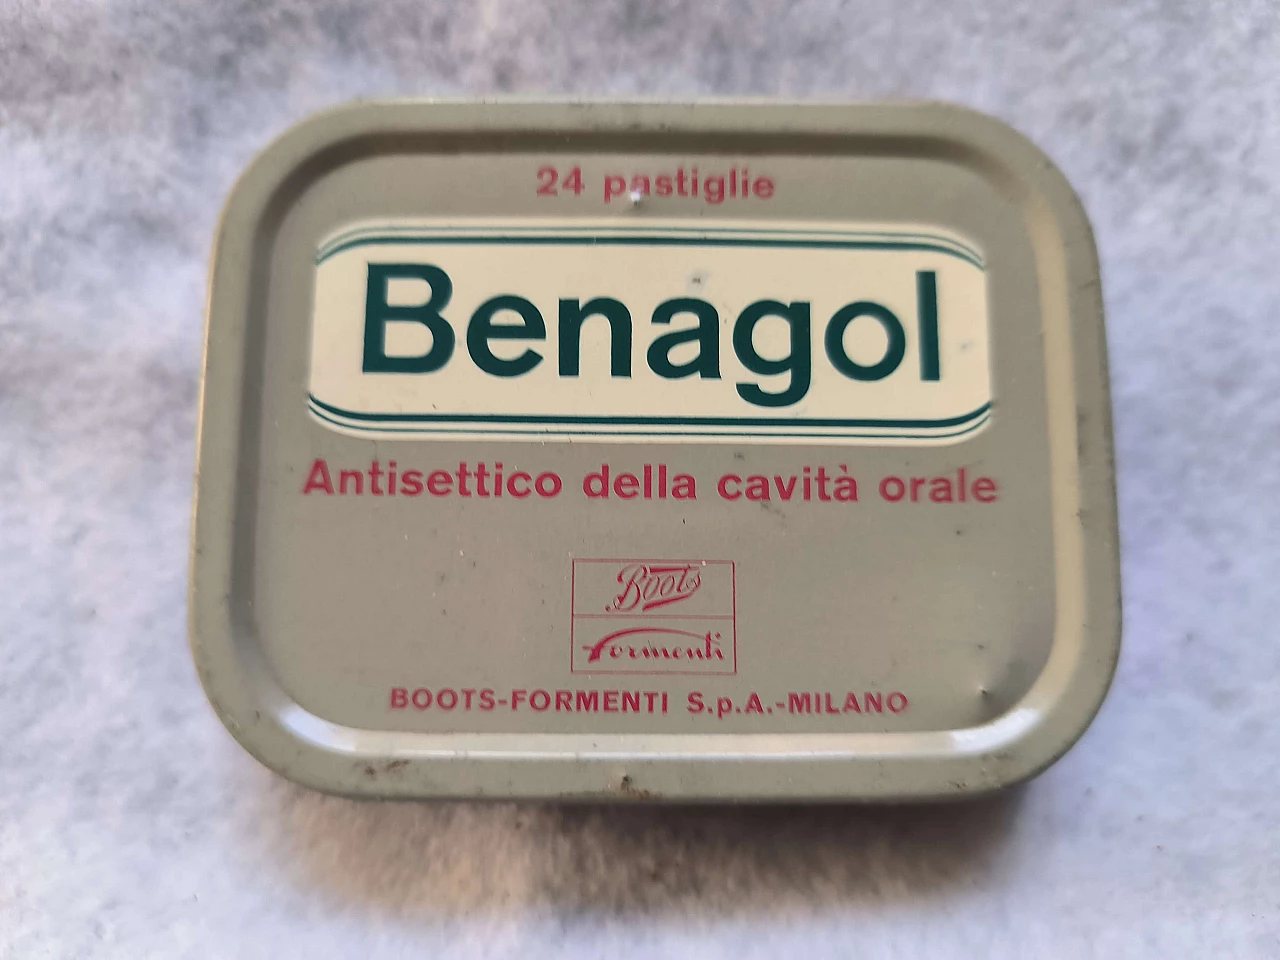 24 pastiglie
Benagol
Antisettico della cavità orale
Boots
Formenti
BOOTS-FORMENTI S.p.A.-MILANO